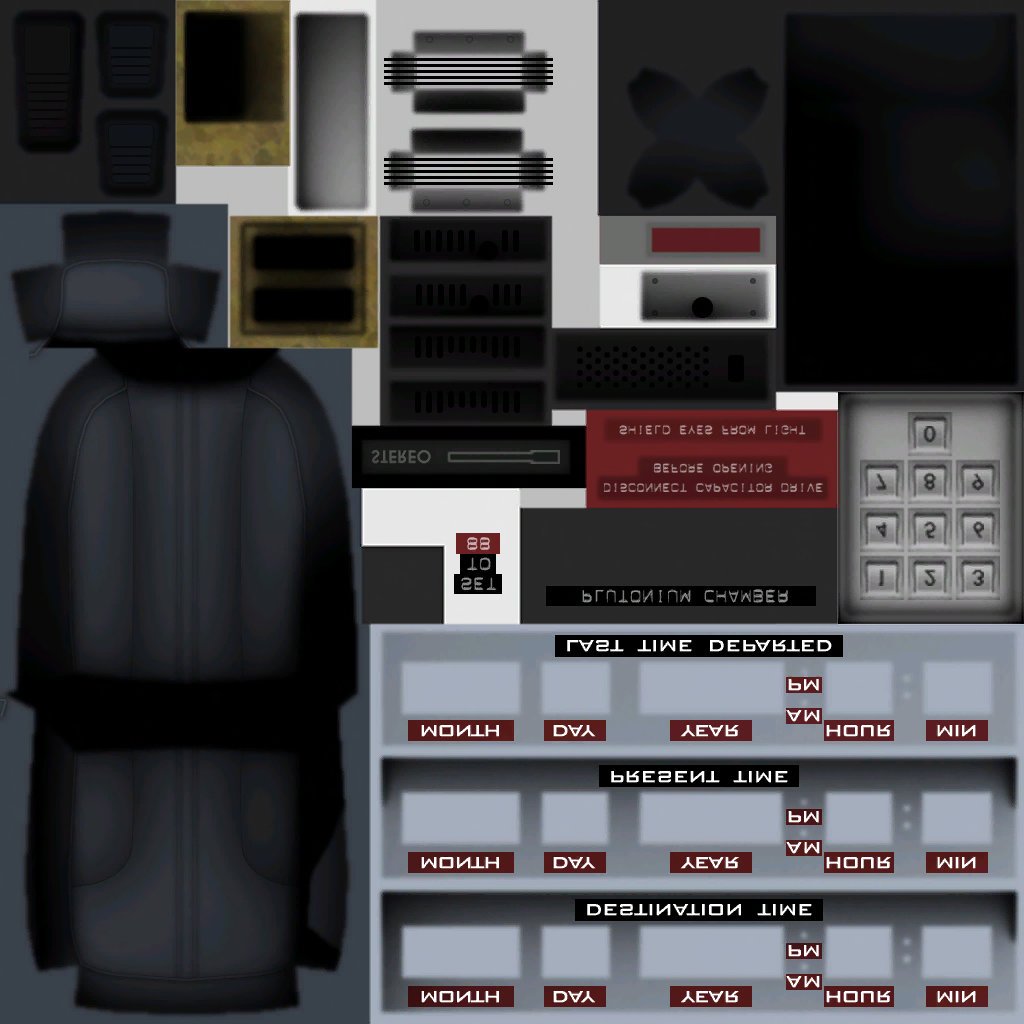 STEREO
SHIELD EYES FROM LIGHT
BEFORE OPENING
DISCONNECT CAPACITOR DRIVE
0
7 8 9
4 5 6
1 2 3
88
TO
SET
PLUTONIUM CHAMBER
LAST TIME DEPARTED
PM
AM
MONTH DAY YEAR HOUR MIN
PRESENT TIME
PM
AM
MONTH DAY YEAR HOUR MIN
DESTINATION TIME
PM
AM
MONTH DAY YEAR HOUR MIN